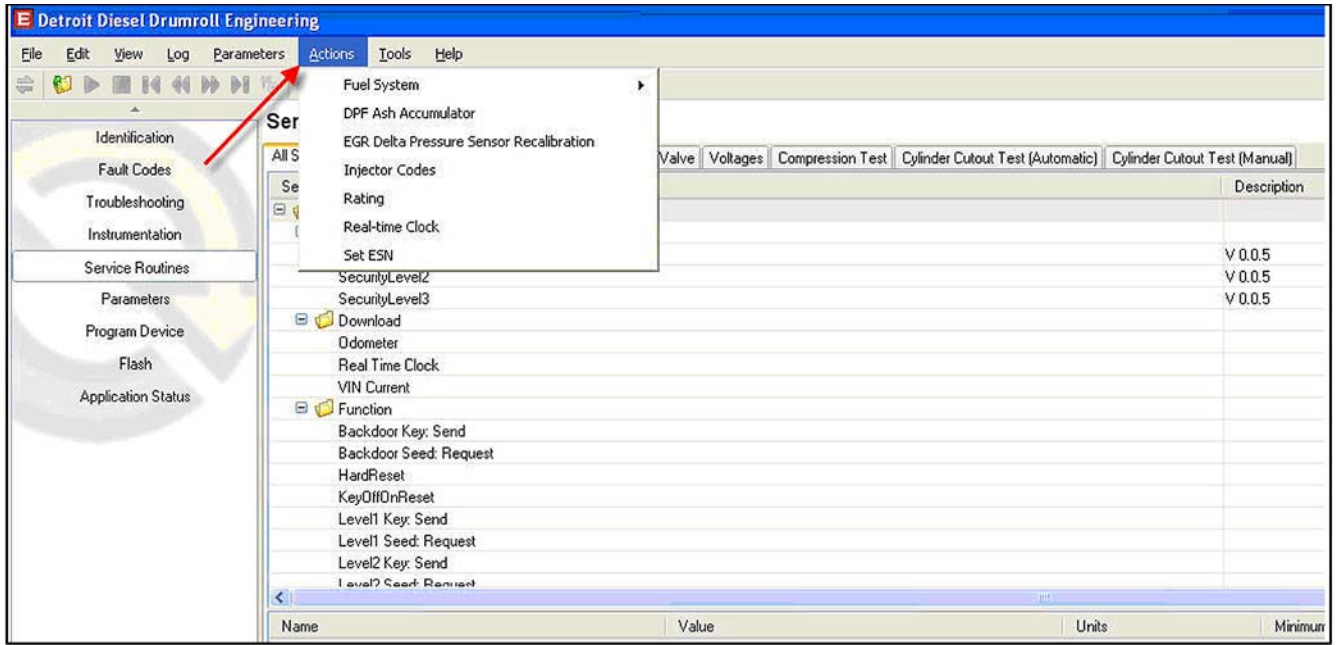 E Detroit Diesel Drumroll Engineering
File Edit View Log Parameters Actions Tools Help
Fuel System
DPF Ash Accumulator
EGR Delta Pressure Sensor Recalibration
Injector Codes
Rating
Real-time Clock
Set ESN
Identification
Fault Codes
Troubleshooting
Instrumentation
Service Routines
Parameters
Program Device
Flash
Application Status
Ser
All S Valve Voltages Compression Test Cylinder Cutout Test (Automatic) Cylinder Cutout Test (Manual)
Se Description
V 0.0.5
SecurityLevel2 V 0.0.5
SecurityLevel3 V 0.0.5
Download
Odometer
Real Time Clock
VIN Current
Function
Backdoor Key: Send
Backdoor Seed: Request
HardReset
KeyOffOnReset
Level1 Key: Send
Level1 Seed: Request
Level2 Key: Send
Level2 Seed: Request
Name Value Units Minimum